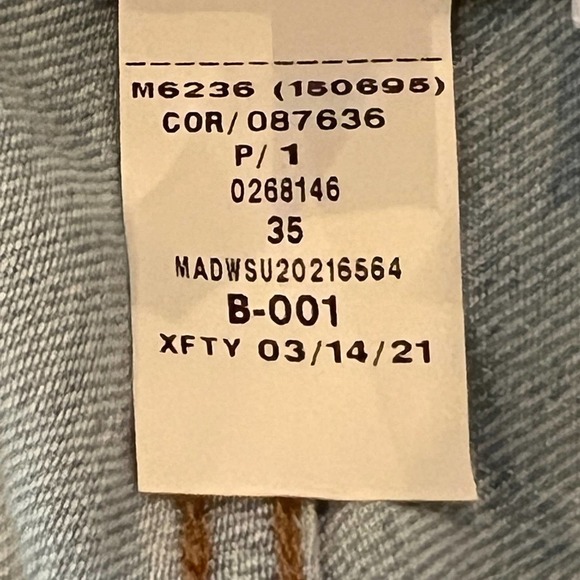 M6236 (150695)
COR/087636
P/1
0268146
35
MADWSU20216564
B-001
XFTY 03/14/21